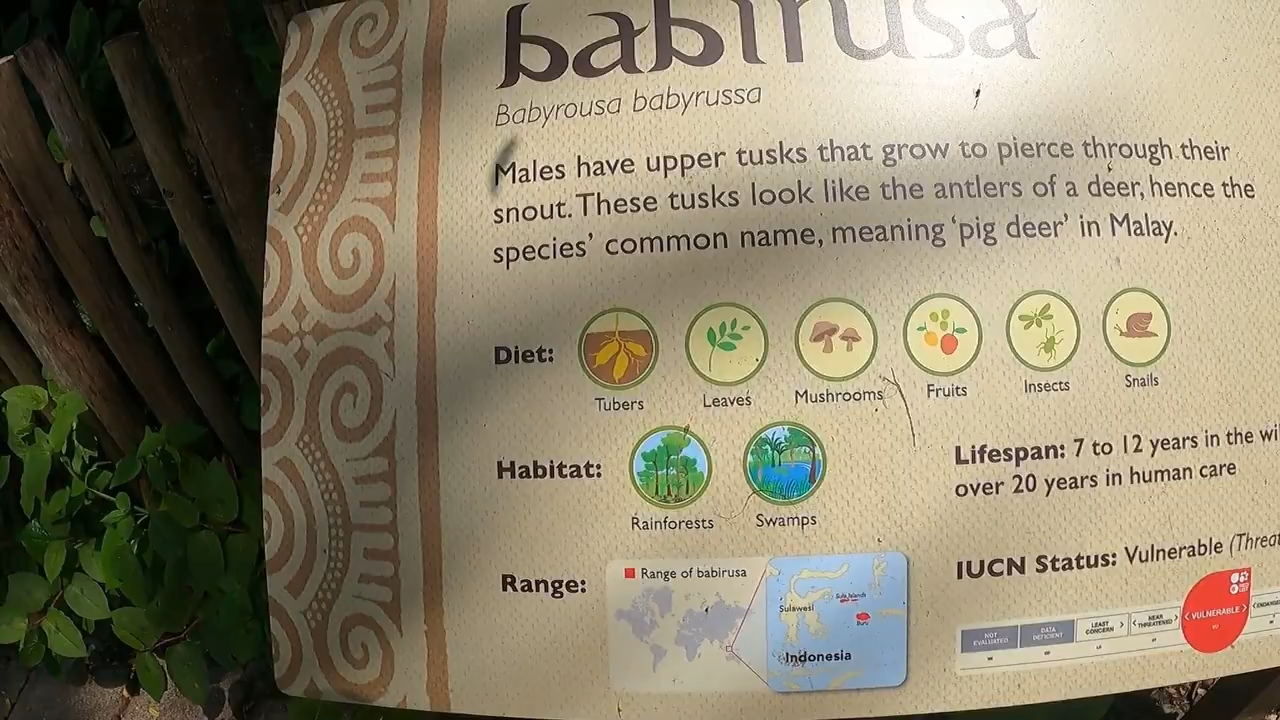 babirusa
Babyrousa babyrussa
Males have upper tusks that grow to pierce through their
snout. These tusks look like the antlers of a deer, hence the
species' common name, meaning 'pig deer' in Malay.
Diet:
Tubers
Leaves
Mushrooms
Fruits
Insects
Snails
Habitat:
Rainforests
Swamps
Lifespan: 7 to 12 years in the wi
over 20 years in human care
Range:
Range of babirusa
Sulawesi
Sula Islands
Buru
Indonesia
IUCN Status: Vulnerable (Threat
NOT EVALUATED
DATA DEFICIENT
LEAST CONCERN
NEAR THREATENED
VULNERABLE